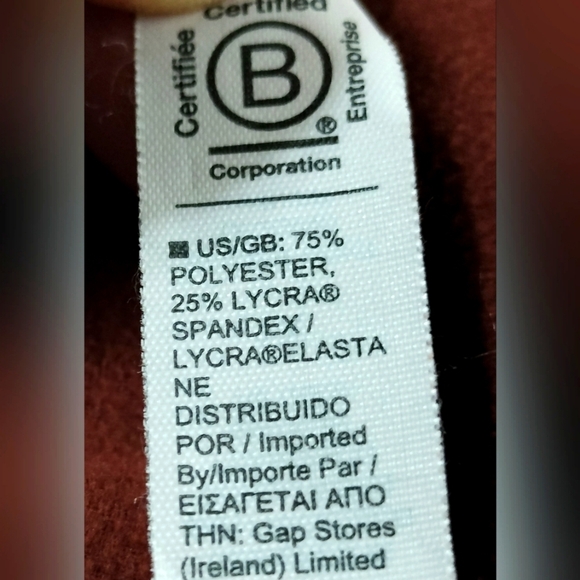 Certified
Certifiée
B
Entreprise
®
Corporation
US/GB: 75%
POLYESTER,
25% LYCRA®
SPANDEX /
LYCRA®ELASTA
NE
DISTRIBUIDO
POR / Imported
By/Importe Par /
ΕΙΣΑΓΕΤΑΙ ΑΠΟ
ΤΗΝ: Gap Stores
(Ireland) Limited